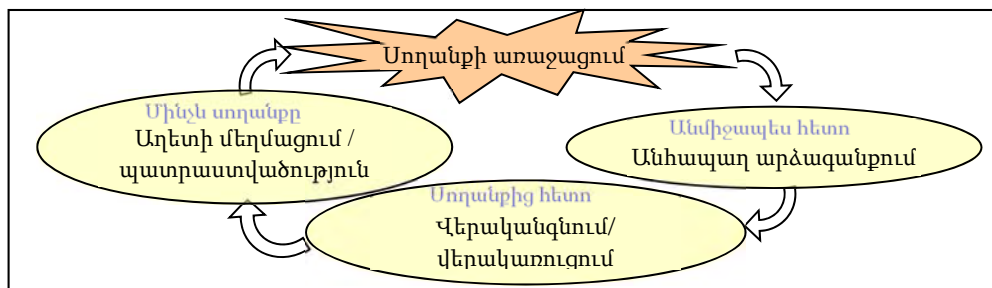 Սողանքի առաջացում
Մինչև սողանքը
Աղետի մեղմացում /
պատրաստվածություն
Անմիջապես հետո
Անհապաղ արձագանքում
Սողանքից հետո
Վերականգնում/
վերակառուցում